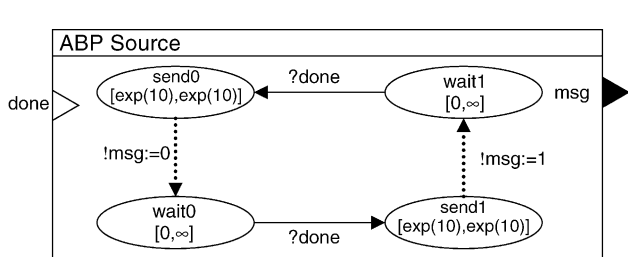 ABP Source
send0
[exp(10),exp(10)]
?done
wait1
[0,∞]
msg
done
!msg:=0
!msg:=1
wait0
[0,∞]
?done
send1
[exp(10),exp(10)]